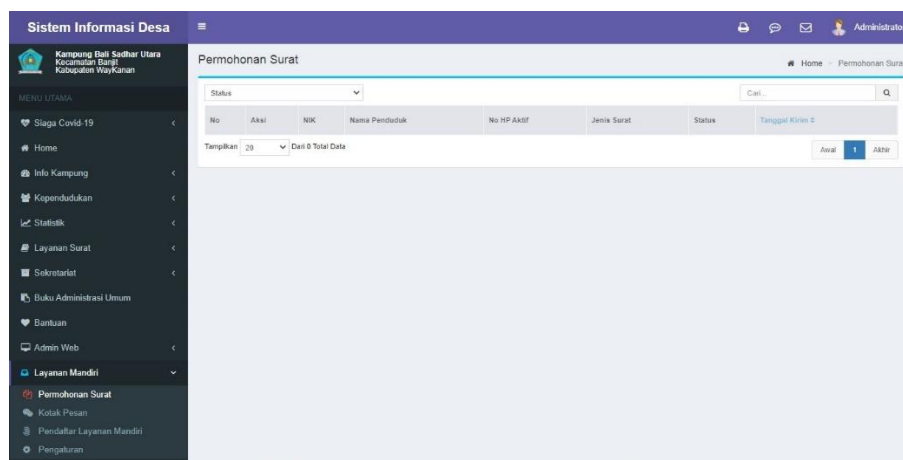 Sistem Informasi Desa
Administrato
Kampung Bali Sadhar Utara
Kecamatan Banjit
Kabupaten WayKanan
Permohonan Surat
Home
Permohonan Sura
MENU UTAMA
Siaga Covid-19
Home
Info Kampung
Kependudukan
Statistik
Layanan Surat
Sekretariat
Buku Administrasi Umum
Bantuan
Admin Web
Layanan Mandiri
Permohonan Surat
Kotak Pesan
Pendaftar Layanan Mandiri
Pengaturan
Status
Cari...
No Aksi NIK Nama Penduduk No HP Aktif Jenis Surat Status Tanggal Kirim
Tampilkan 20 Dari 0 Total Data
Awal 1 Akhir